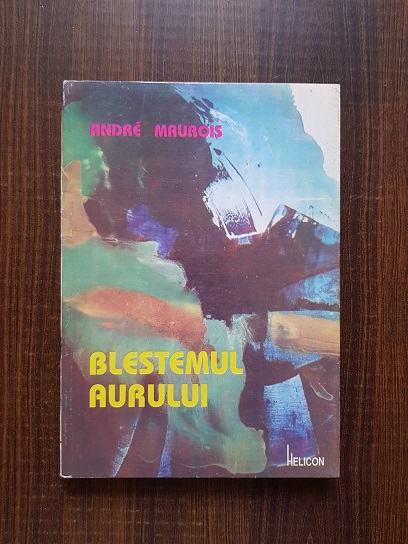 ANDRÉ MAUROIS
BLESTEMUL
AURULUI
HELICON